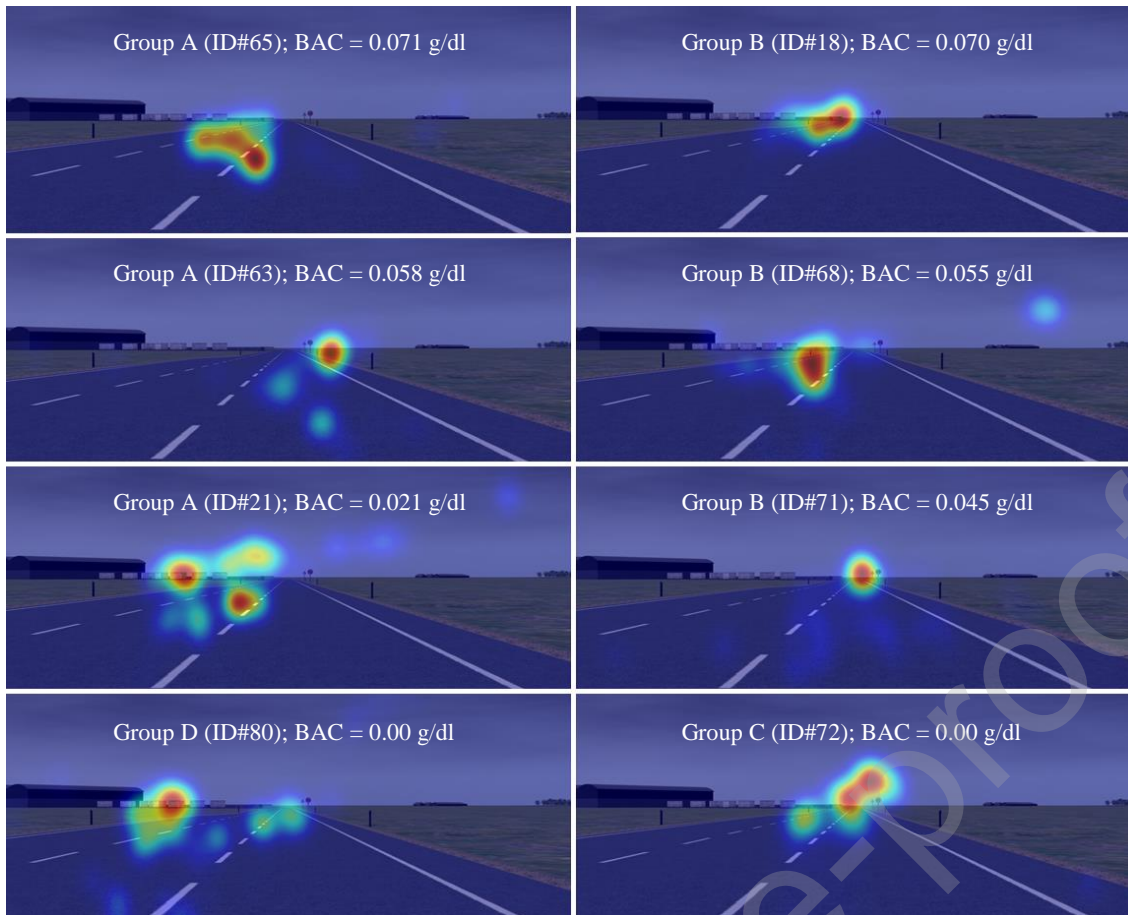 Group A (ID#65); BAC = 0.071 g/dl
Group B (ID#18); BAC = 0.070 g/dl
Group A (ID#63); BAC = 0.058 g/dl
Group B (ID#68); BAC = 0.055 g/dl
Group A (ID#21); BAC = 0.021 g/dl
Group B (ID#71); BAC = 0.045 g/dl
Group D (ID#80); BAC = 0.00 g/dl
Group C (ID#72); BAC = 0.00 g/dl
e-proof